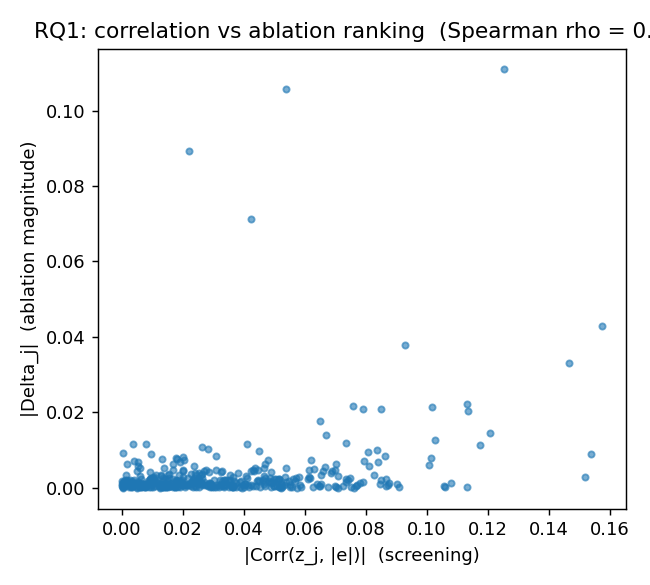 RQ1: correlation vs ablation ranking (Spearman rho = 0.
|Delta_j| (ablation magnitude)
0.10
0.08
0.06
0.04
0.02
0.00
0.00 0.02 0.04 0.06 0.08 0.10 0.12 0.14 0.16
|Corr(z_j, |e|)| (screening)